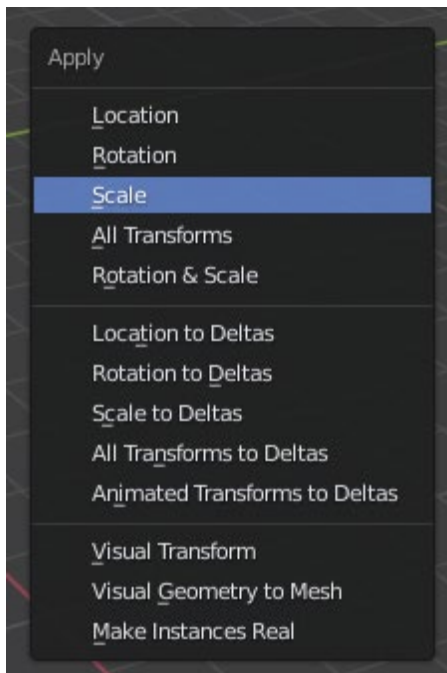 Apply
Location
Rotation
Scale
All Transforms
Rotation & Scale
Location to Deltas
Rotation to Deltas
Scale to Deltas
All Transforms to Deltas
Animated Transforms to Deltas
Visual Transform
Visual Geometry to Mesh
Make Instances Real